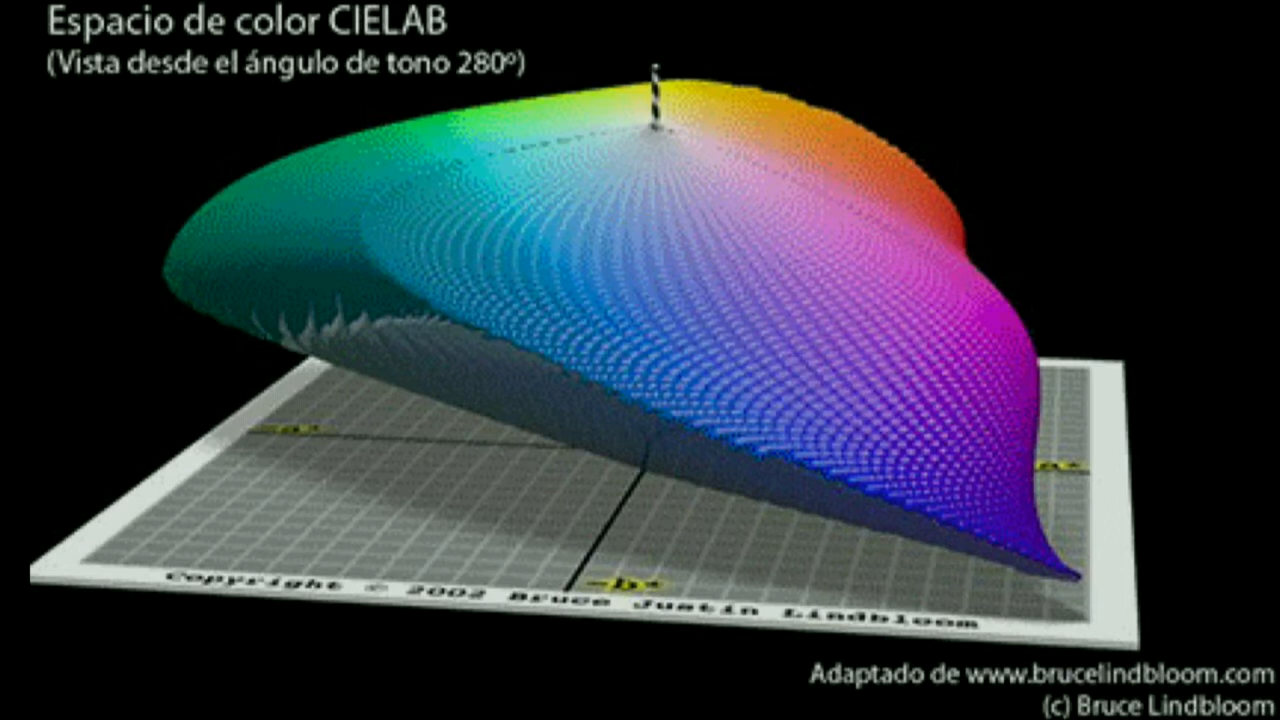 Espacio de color CIELAB
(Vista desde el ángulo de tono 280º)
-a*
a*
-b*
Copyright © 2002 Bruce Justin Lindbloom
Adaptado de www.brucelindbloom.com
(c) Bruce Lindbloom